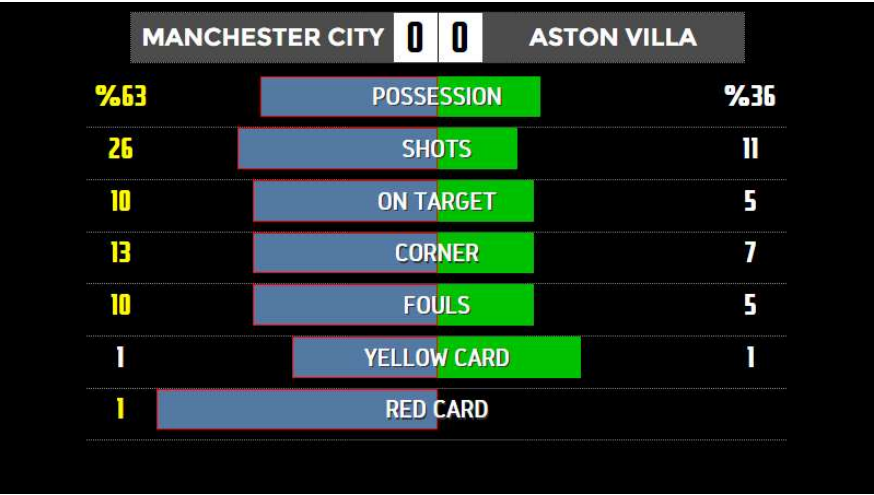 MANCHESTER CITY 0 0 ASTON VILLA
%63 POSSESSION %36
26 SHOTS 11
10 ON TARGET 5
13 CORNER 7
10 FOULS 5
1 YELLOW CARD 1
1 RED CARD